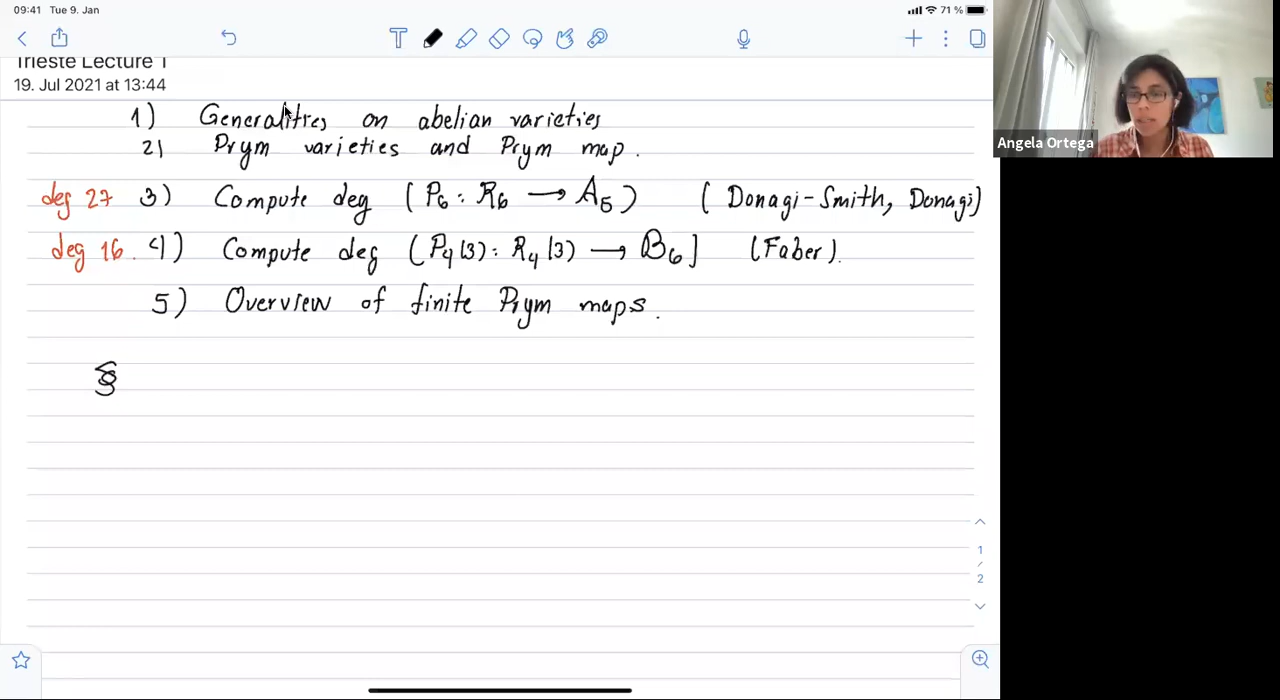 09:41 Tue 9. Jan 71 %
Trieste Lecture 1
19. Jul 2021 at 13:44
Angela Ortega
1) Generalities on abelian varieties
2) Prym varieties and Prym map.
deg 27 3) Compute deg (P6 : R6 → A5) (Donagi-Smith, Donagi)
deg 16. 4) Compute deg (P4(3) : R4(3) → B6] (Faber).
5) Overview of finite Prym maps.
§
1
/
2